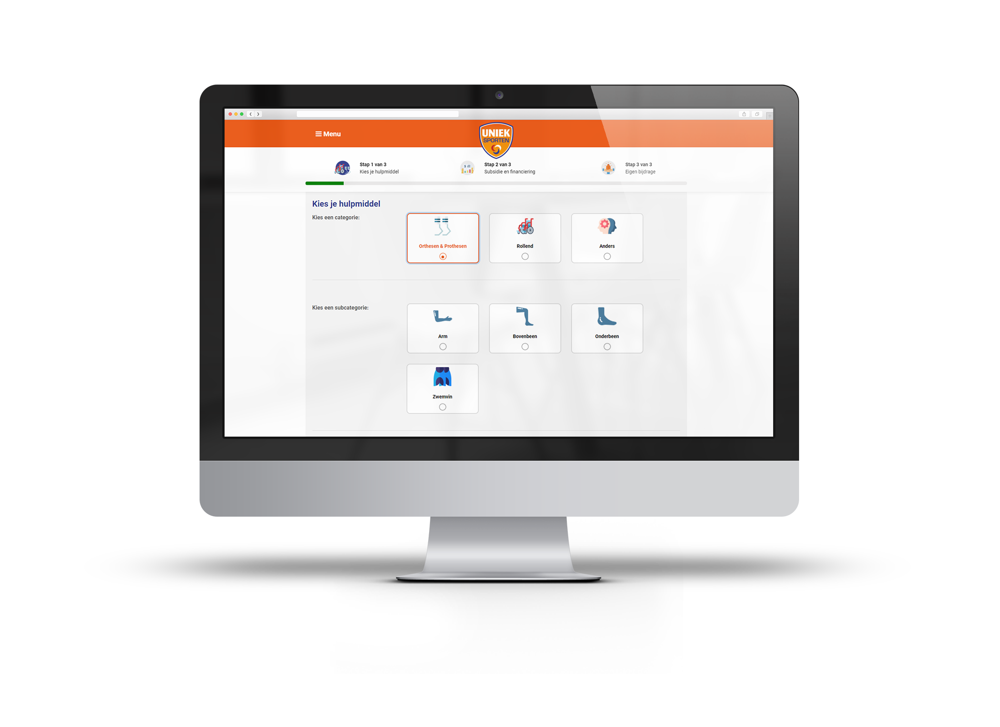 Menu
UNIEK
SPORTEN
Stap 1 van 3
Kies je hulpmiddel
Stap 2 van 3
Subsidie en financiering
Stap 3 van 3
Eigen bijdrage
Kies je hulpmiddel
Kies een categorie:
Orthesen & Prothesen
Rollend
Anders
Kies een subcategorie:
Arm
Bovenbeen
Onderbeen
Zwemvin